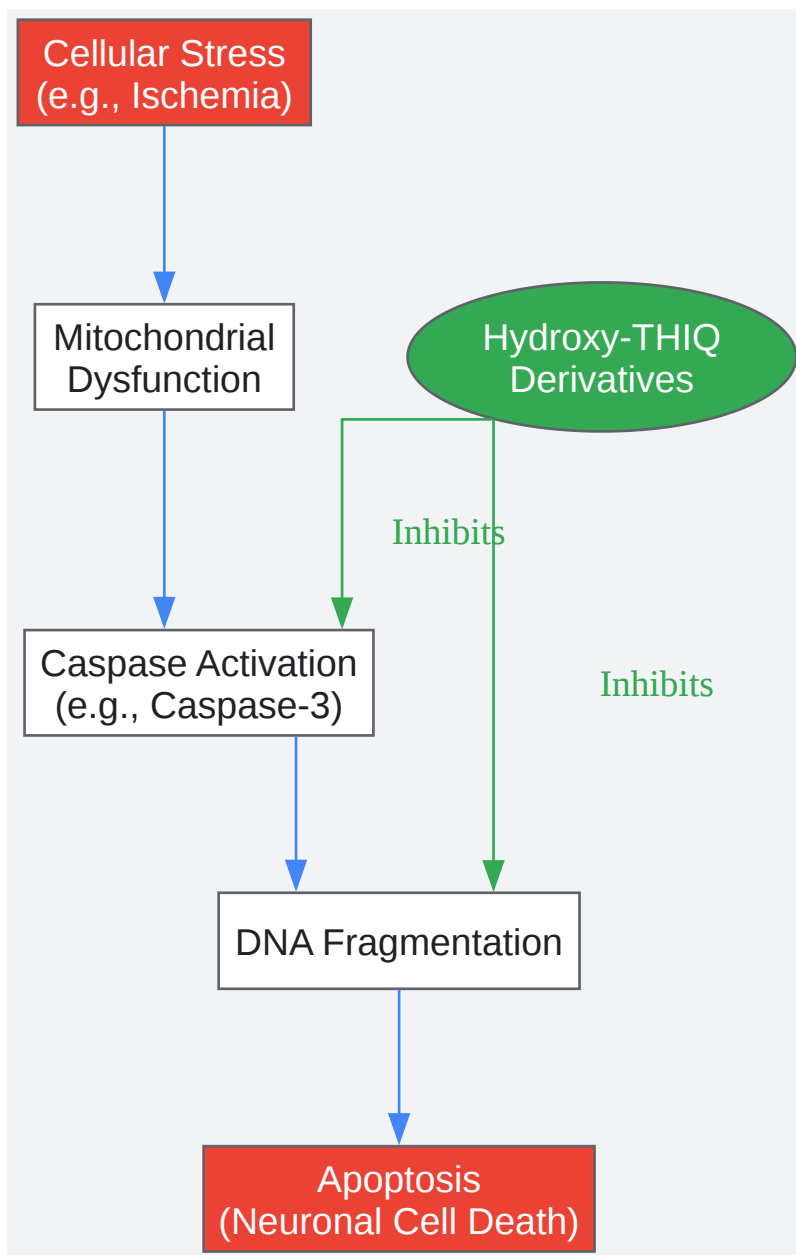 Cellular Stress
(e.g., Ischemia)
Mitochondrial
Dysfunction
Hydroxy-THIQ
Derivatives
Inhibits
Caspase Activation
(e.g., Caspase-3)
Inhibits
DNA Fragmentation
Apoptosis
(Neuronal Cell Death)